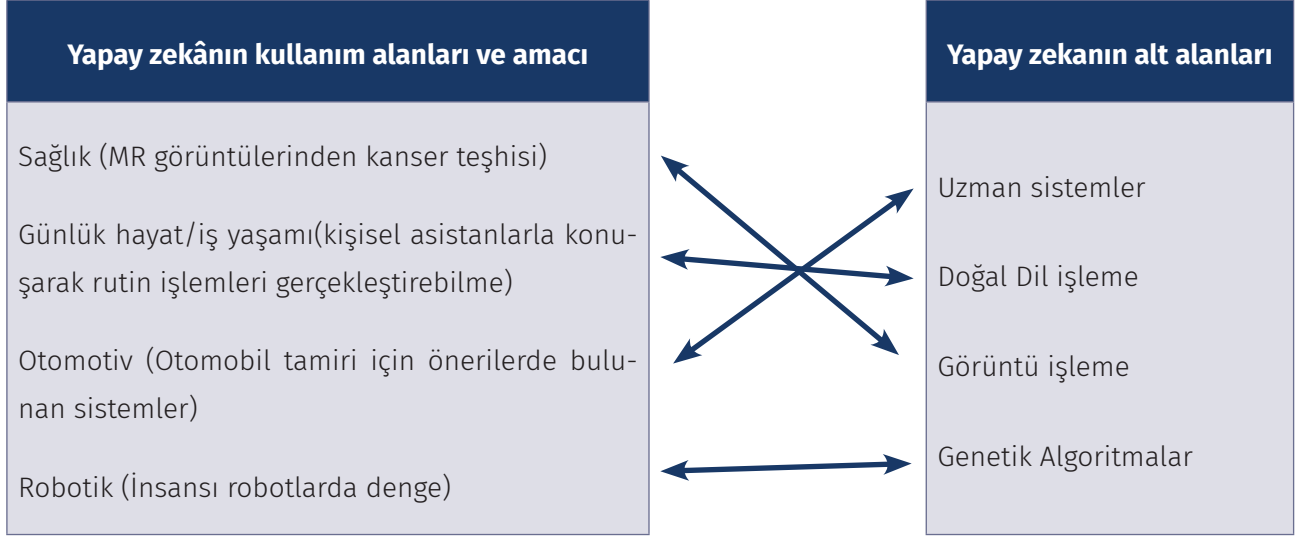 Yapay zekânın kullanım alanları ve amacı
Sağlık (MR görüntülerinden kanser teşhisi)
Günlük hayat/iş yaşamı(kişisel asistanlarla konu-
şarak rutin işlemleri gerçekleştirebilme)
Otomotiv (Otomobil tamiri için önerilerde bulu-
nan sistemler)
Robotik (İnsansı robotlarda denge)
Yapay zekanın alt alanları
Uzman sistemler
Doğal Dil işleme
Görüntü işleme
Genetik Algoritmalar